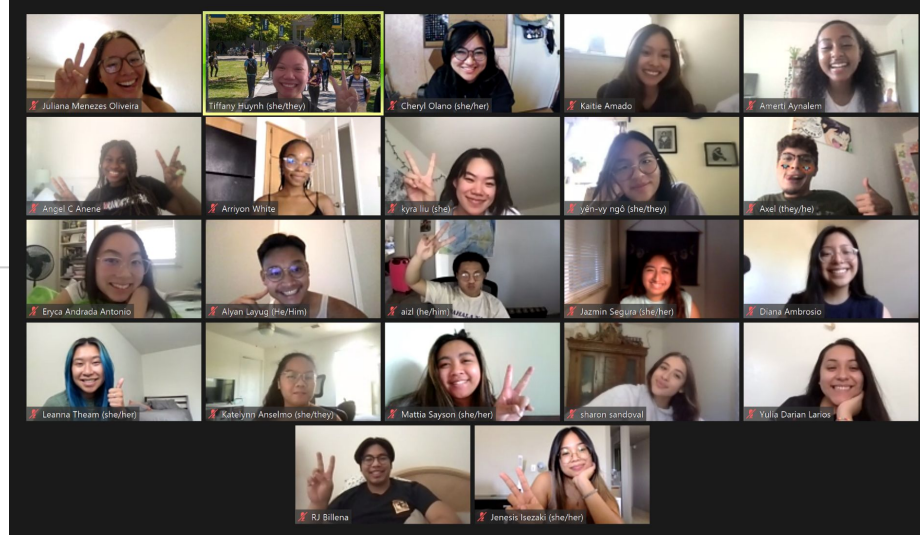 Juliana Menezes Oliveira
Tiffany Huynh (she/they)
Cheryl Olano (she/her)
Kaitie Amado
Amerti Aynalem
Angel C Anene
Arriyon White
kyra liu (she)
yến-vy ngô (she/they)
Axel (they/he)
Eryca Andrada Antonio
Alyan Layug (He/Him)
aizl (he/him)
Jazmin Segura (she/her)
Diana Ambrosio
Leanna Theam (she/her)
Katelynn Anselmo (she/they)
Mattia Sayson (she/her)
sharon sandoval
Yulia Darian Larios
RJ Billena
Jenesis Isezaki (she/her)